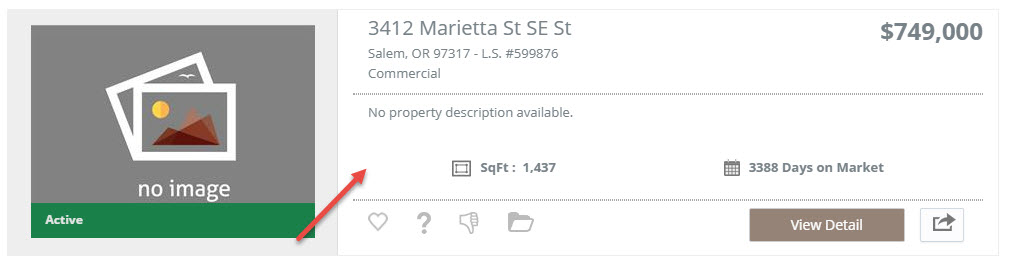 3412 Marietta St SE St
$749,000
Salem, OR 97317 - L.S. #599876
Commercial
No property description available.
no image
SqFt : 1,437
3388 Days on Market
Active
?
View Detail